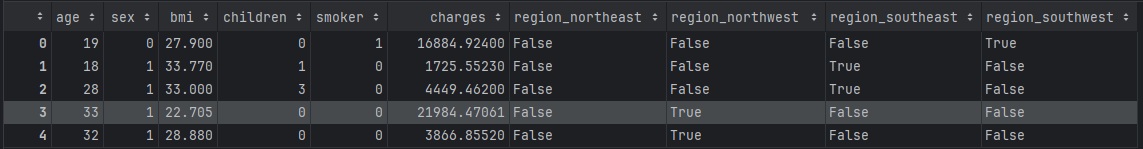 age sex bmi children smoker charges region_northeast region_northwest region_southeast region_southwest
0 19 0 27.900 0 1 16884.92400 False False False True
1 18 1 33.770 1 0 1725.55230 False False True False
2 28 1 33.000 3 0 4449.46200 False False True False
3 33 1 22.705 0 0 21984.47061 False True False False
4 32 1 28.880 0 0 3866.85520 False True False False